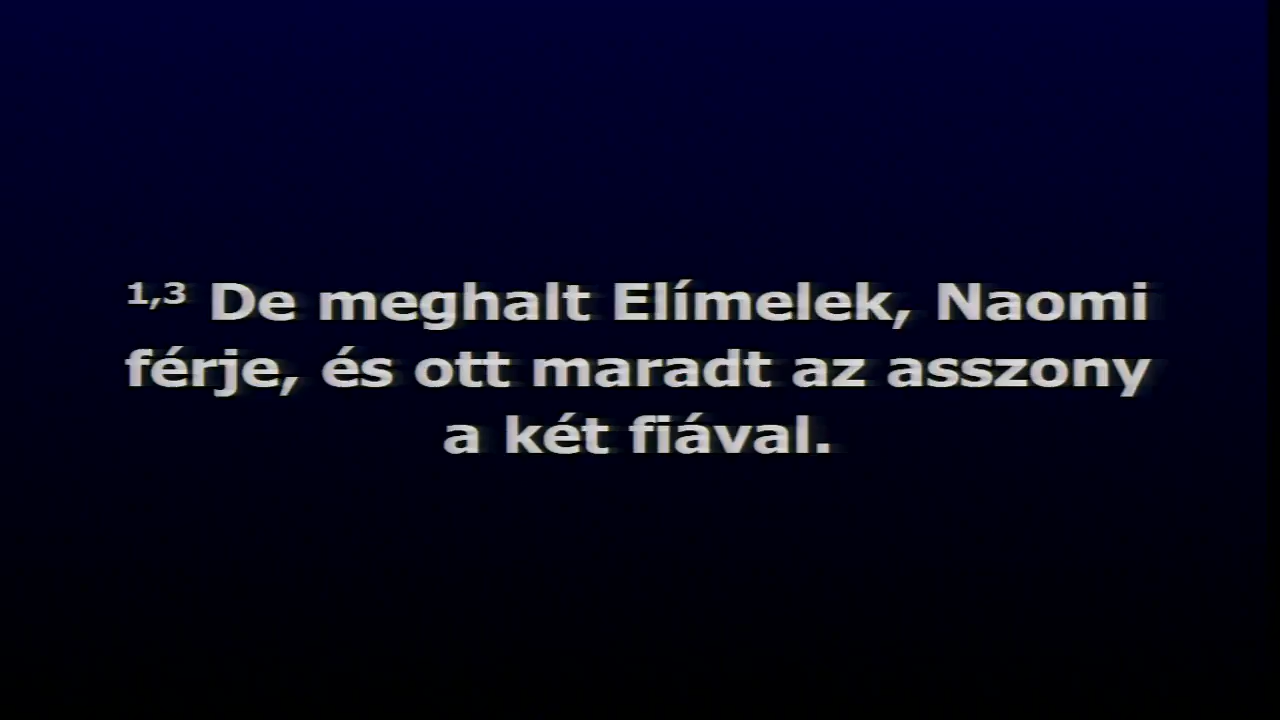 1,3 De meghalt Elímelek, Naomi
férje, és ott maradt az asszony
a két fiával.